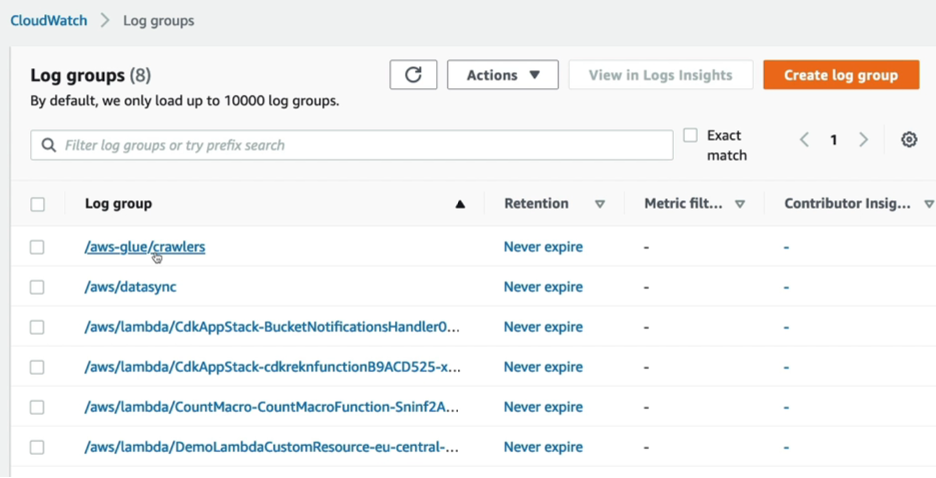 CloudWatch > Log groups
Log groups (8)
Actions
View in Logs Insights
Create log group
By default, we only load up to 10000 log groups.
Filter log groups or try prefix search
Exact
match
1
Log group
Retention
Metric filt...
Contributor Insig...
/aws-glue/crawlers
Never expire
-
-
/aws/datasync
Never expire
-
-
/aws/lambda/CdkAppStack-BucketNotificationsHandler0...
Never expire
-
-
/aws/lambda/CdkAppStack-cdkreknfunctionB9ACD525-x...
Never expire
-
-
/aws/lambda/CountMacro-CountMacroFunction-Sninf2A...
Never expire
-
-
/aws/lambda/DemoLambdaCustomResource-eu-central-...
Never expire
-
-